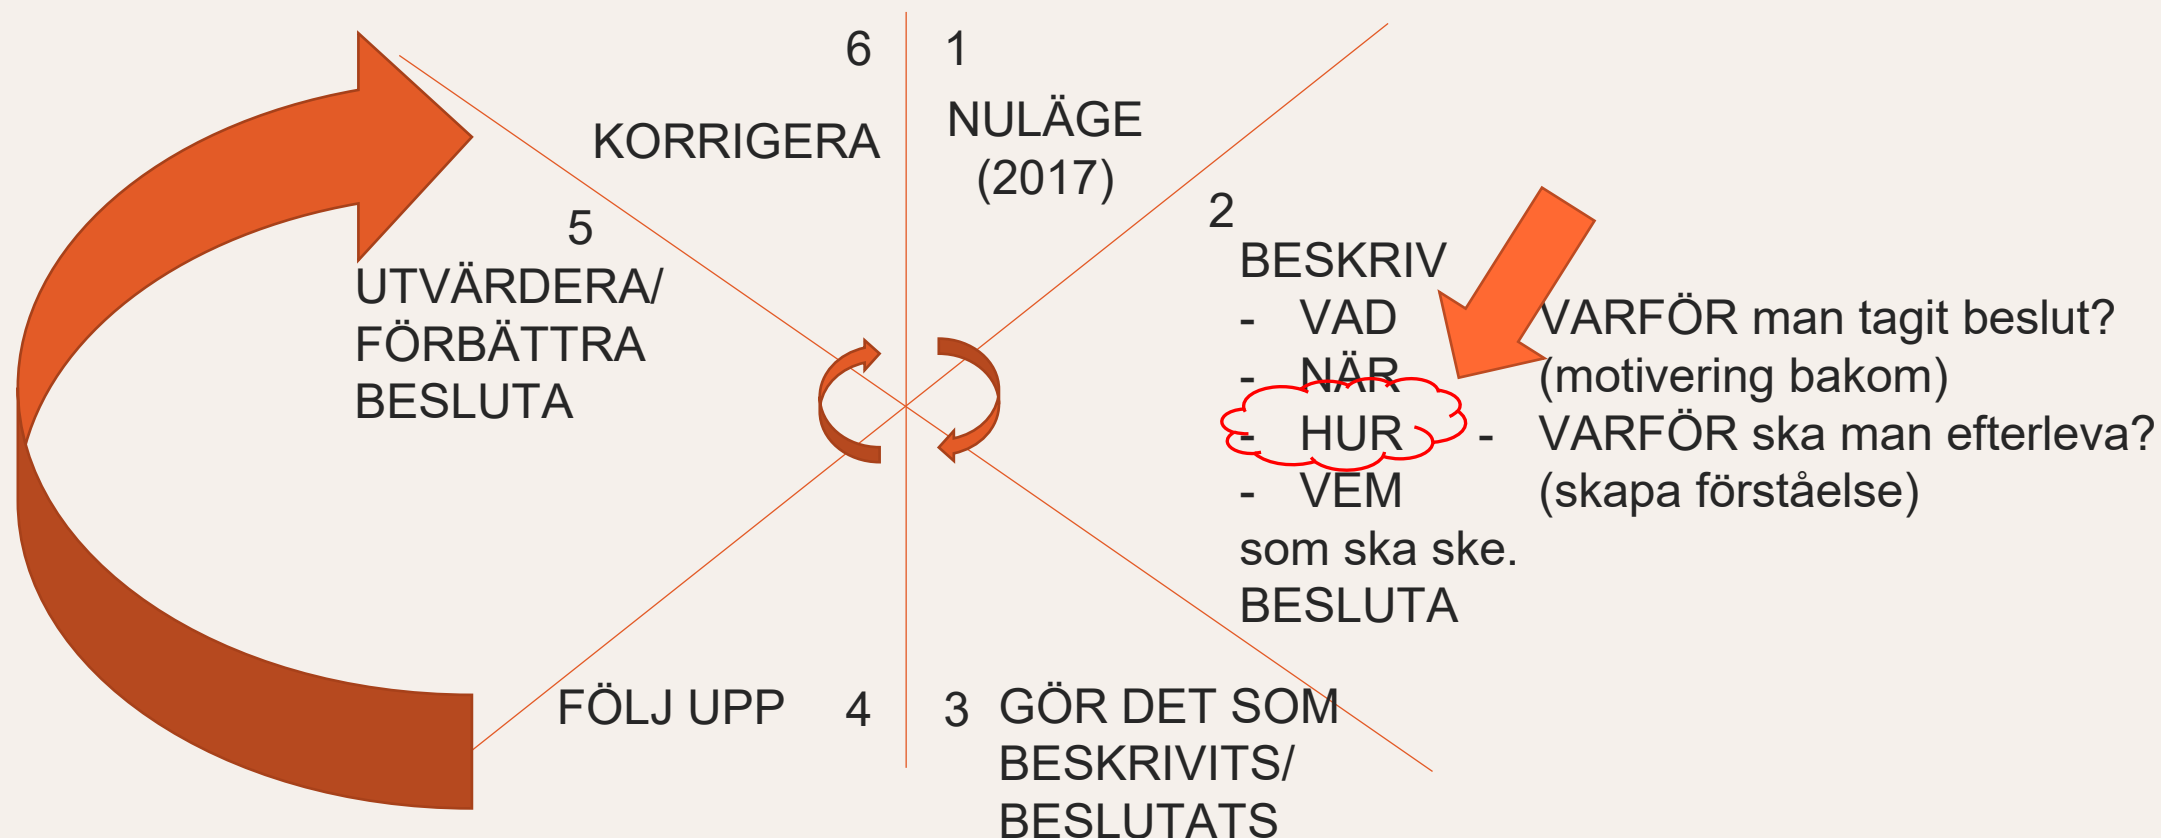 6
1
KORRIGERA
NULÄGE
(2017)
5
UTVÄRDERA/
FÖRBÄTTRA
BESLUTA
2
BESKRIV
- VAD
- NÄR
- HUR
- VEM
som ska ske.
BESLUTA
VARFÖR man tagit beslut?
(motivering bakom)
- VARFÖR ska man efterleva?
(skapa förståelse)
FÖLJ UPP 4
3 GÖR DET SOM
BESKRIVITS/
BESLUTATS